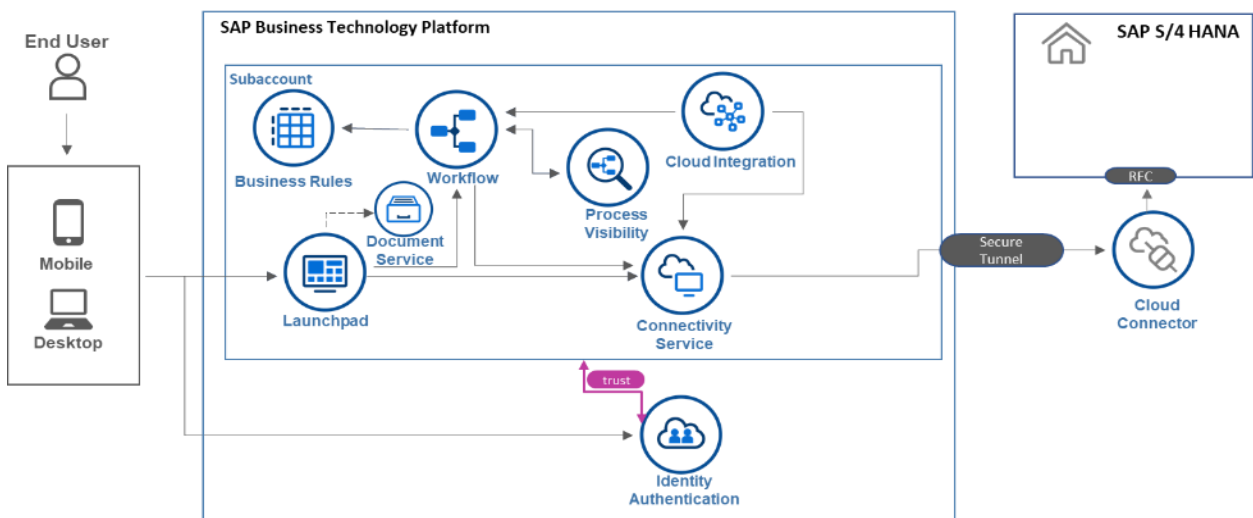 SAP Business Technology Platform
SAP S/4 HANA
End User
Subaccount
Business Rules
Workflow
Cloud Integration
Process
Visibility
Document
Service
Launchpad
Connectivity
Service
Mobile
Desktop
RFC
Secure
Tunnel
Cloud
Connector
trust
Identity
Authentication